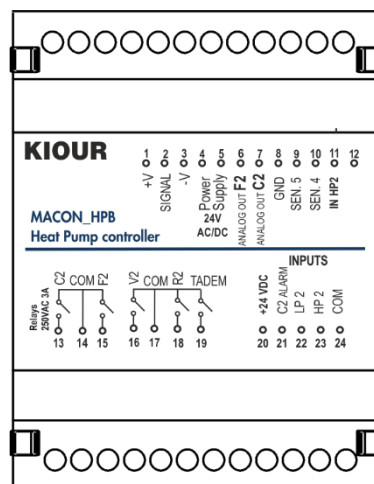 KIOUR
1 2 3 4 5 6 7 8 9 10 11 12
+V
SIGNAL
-V
Power
Supply
24V
AC/DC
ANALOG OUT F2
ANALOG OUT C2
GND
SEN. 5
SEN. 4
IN HP2
MACON_HPB
Heat Pump controller
Relays
250VAC 3A
C2 COM F2
V2 COM R2 TADEM
13 14 15
16 17 18 19
INPUTS
+24 VDC
C2 ALARM
LP 2
HP 2
COM
20 21 22 23 24